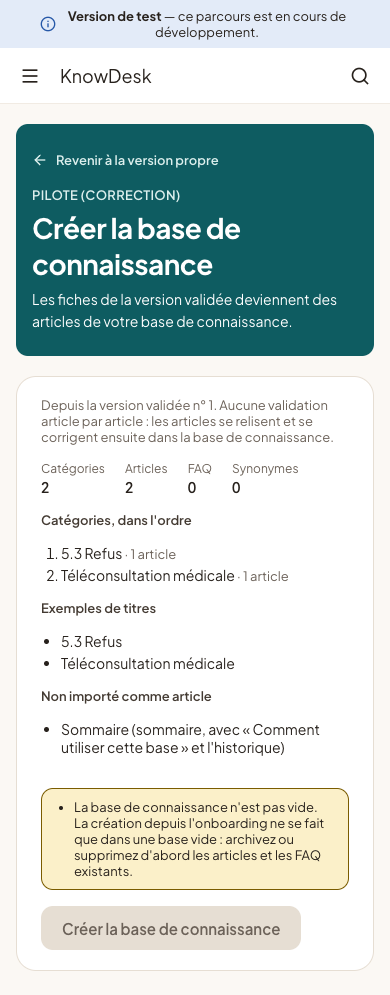 Version de test — ce parcours est en cours de
développement.
KnowDesk
Revenir à la version propre
PILOTE (CORRECTION)
Créer la base de
connaissance
Les fiches de la version validée deviennent des
articles de votre base de connaissance.
Depuis la version validée n° 1. Aucune validation
article par article : les articles se relisent et se
corrigent ensuite dans la base de connaissance.
Catégories Articles FAQ Synonymes
2 2 0 0
Catégories, dans l'ordre
1. 5.3 Refus · 1 article
2. Téléconsultation médicale · 1 article
Exemples de titres
• 5.3 Refus
• Téléconsultation médicale
Non importé comme article
• Sommaire (sommaire, avec « Comment
utiliser cette base » et l'historique)
• La base de connaissance n'est pas vide.
La création depuis l'onboarding ne se fait
que dans une base vide : archivez ou
supprimez d'abord les articles et les FAQ
existants.
Créer la base de connaissance